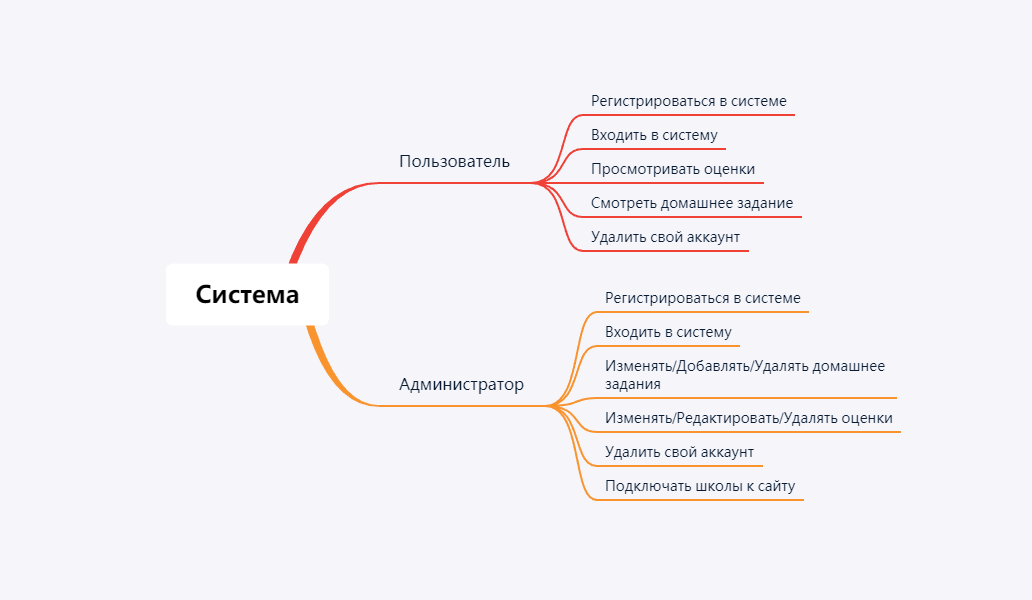 Система
Пользователь
Регистрироваться в системе
Входить в систему
Просмотривать оценки
Смотреть домашнее задание
Удалить свой аккаунт
Администратор
Регистрироваться в системе
Входить в систему
Изменять/Добавлять/Удалять домашнее
задания
Изменять/Редактировать/Удалять оценки
Удалить свой аккаунт
Подключать школы к сайту